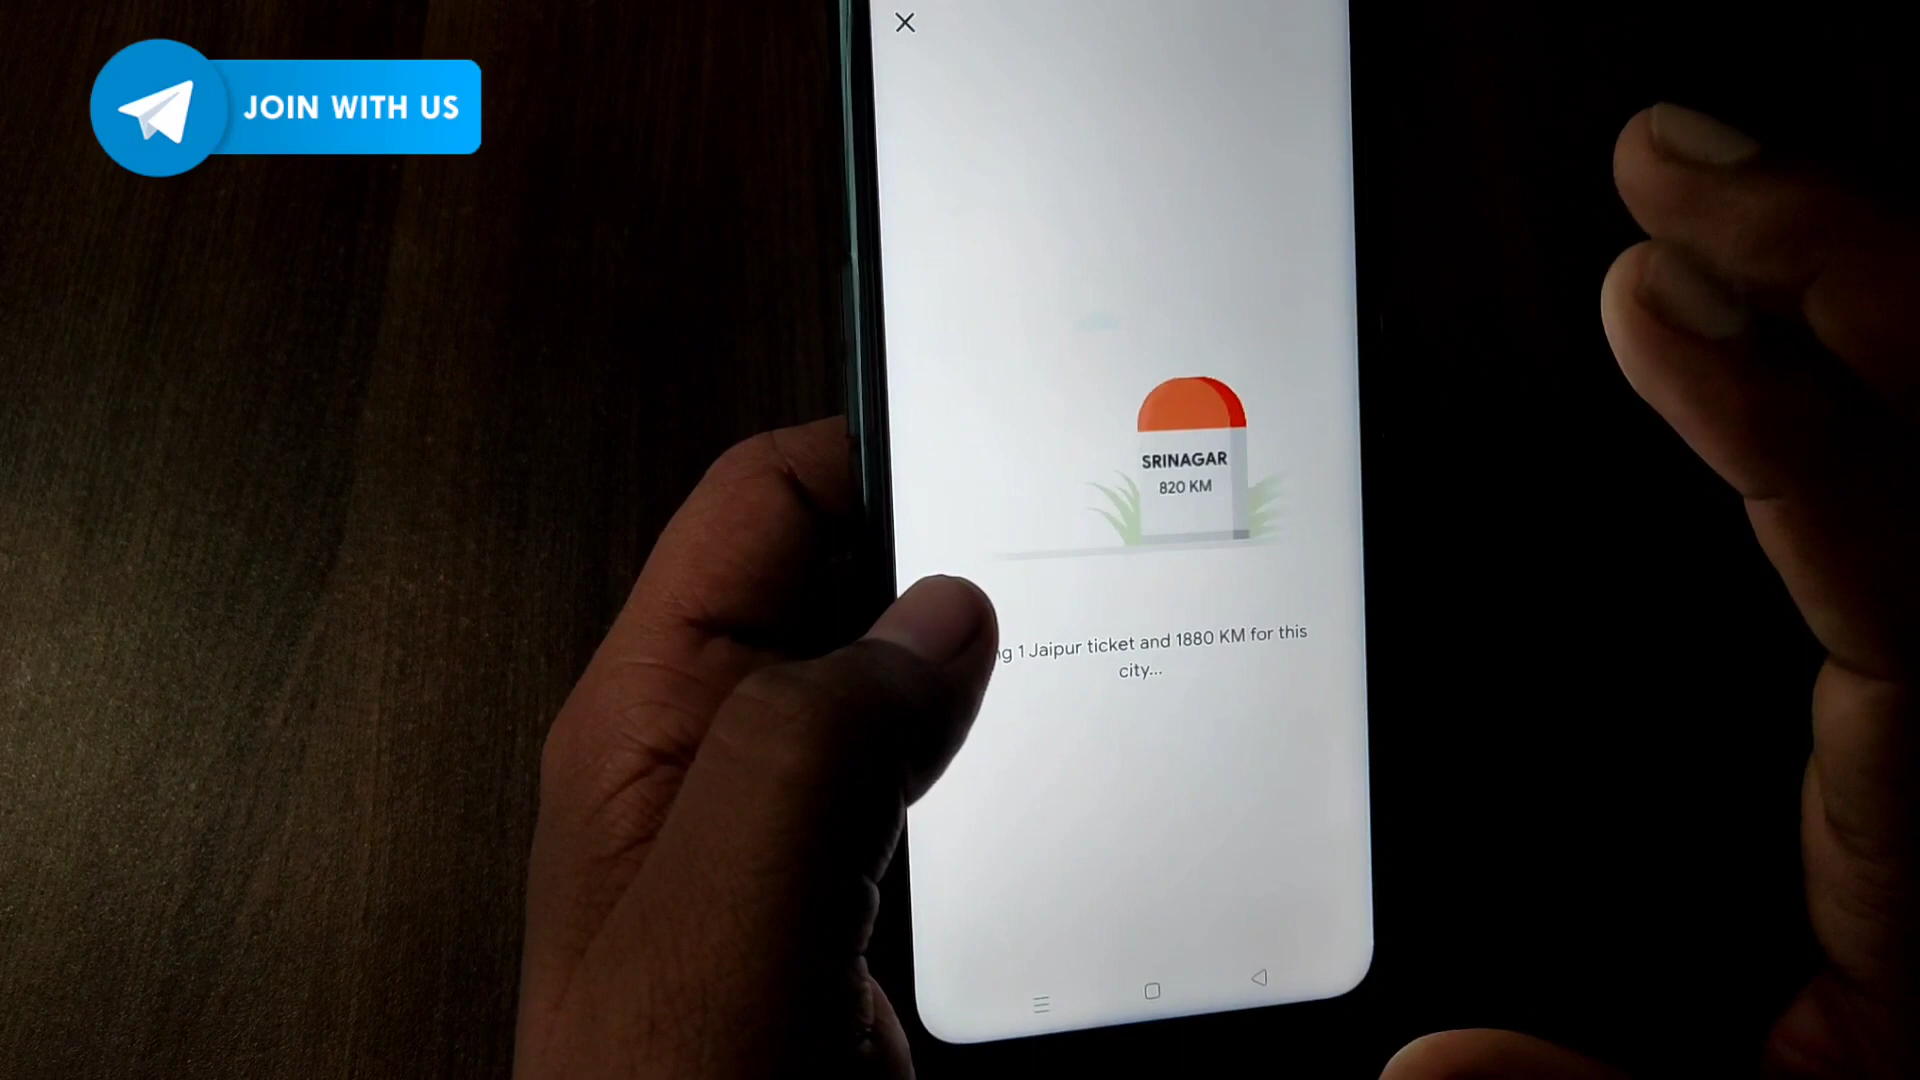 JOIN WITH US
SRINAGAR
820 KM
1 Jaipur ticket and 1880 KM for this
city...